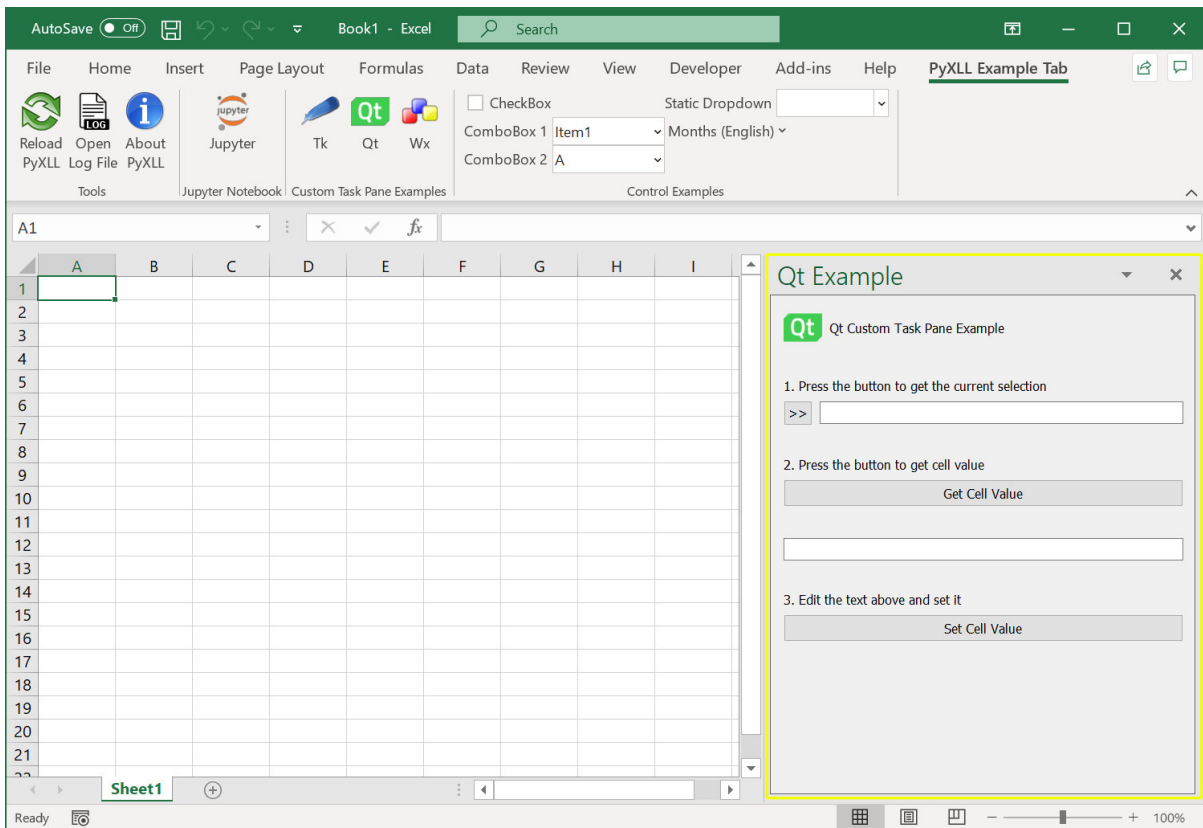 AutoSave Off Book1 - Excel Search
File Home Insert Page Layout Formulas Data Review View Developer Add-ins Help PyXLL Example Tab
LOG jupyter Qt CheckBox Static Dropdown
Reload Open About Jupyter Tk Qt Wx ComboBox 1 Item1 Months (English)
PyXLL Log File PyXLL ComboBox 2 A
Tools Jupyter Notebook Custom Task Pane Examples Control Examples
A1 fx
A B C D E F G H I
Qt Example
Qt Qt Custom Task Pane Example
1. Press the button to get the current selection
>>
2. Press the button to get cell value
Get Cell Value
3. Edit the text above and set it
Set Cell Value
1
2
3
4
5
6
7
8
9
10
11
12
13
14
15
16
17
18
19
20
21
22
Sheet1
Ready 100%